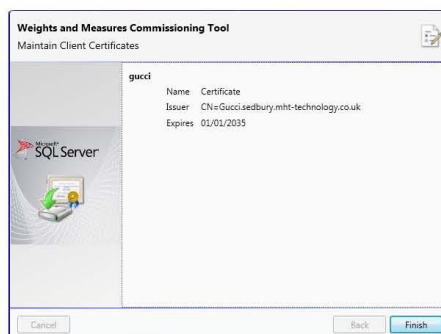 Weights and Measures Commissioning Tool
Maintain Client Certificates
gucci
Name Certificate
Issuer CN=Gucci.sedbury.mht-technology.co.uk
Expires 01/01/2035
Microsoft
SQL Server
Cancel Back Finish